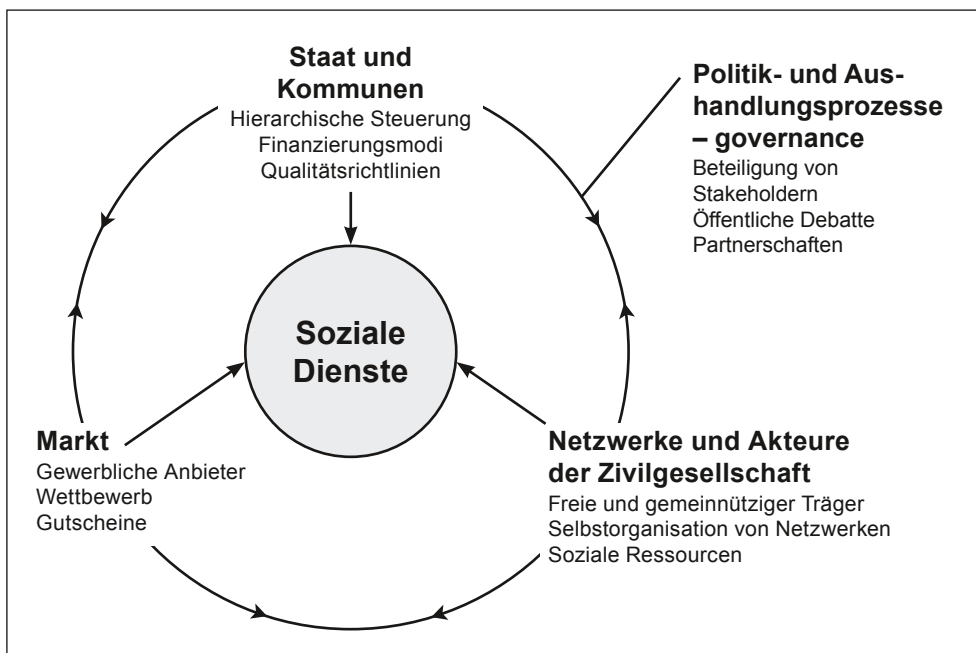 Staat und
Kommunen
Hierarchische Steuerung
Finanzierungsmodi
Qualitätsrichtlinien
Politik- und Aus-
handlungsprozesse
– governance
Beteiligung von
Stakeholdern
Öffentliche Debatte
Partnerschaften
Soziale
Dienste
Markt
Gewerbliche Anbieter
Wettbewerb
Gutscheine
Netzwerke und Akteure
der Zivilgesellschaft
Freie und gemeinnütziger Träger
Selbstorganisation von Netzwerken
Soziale Ressourcen